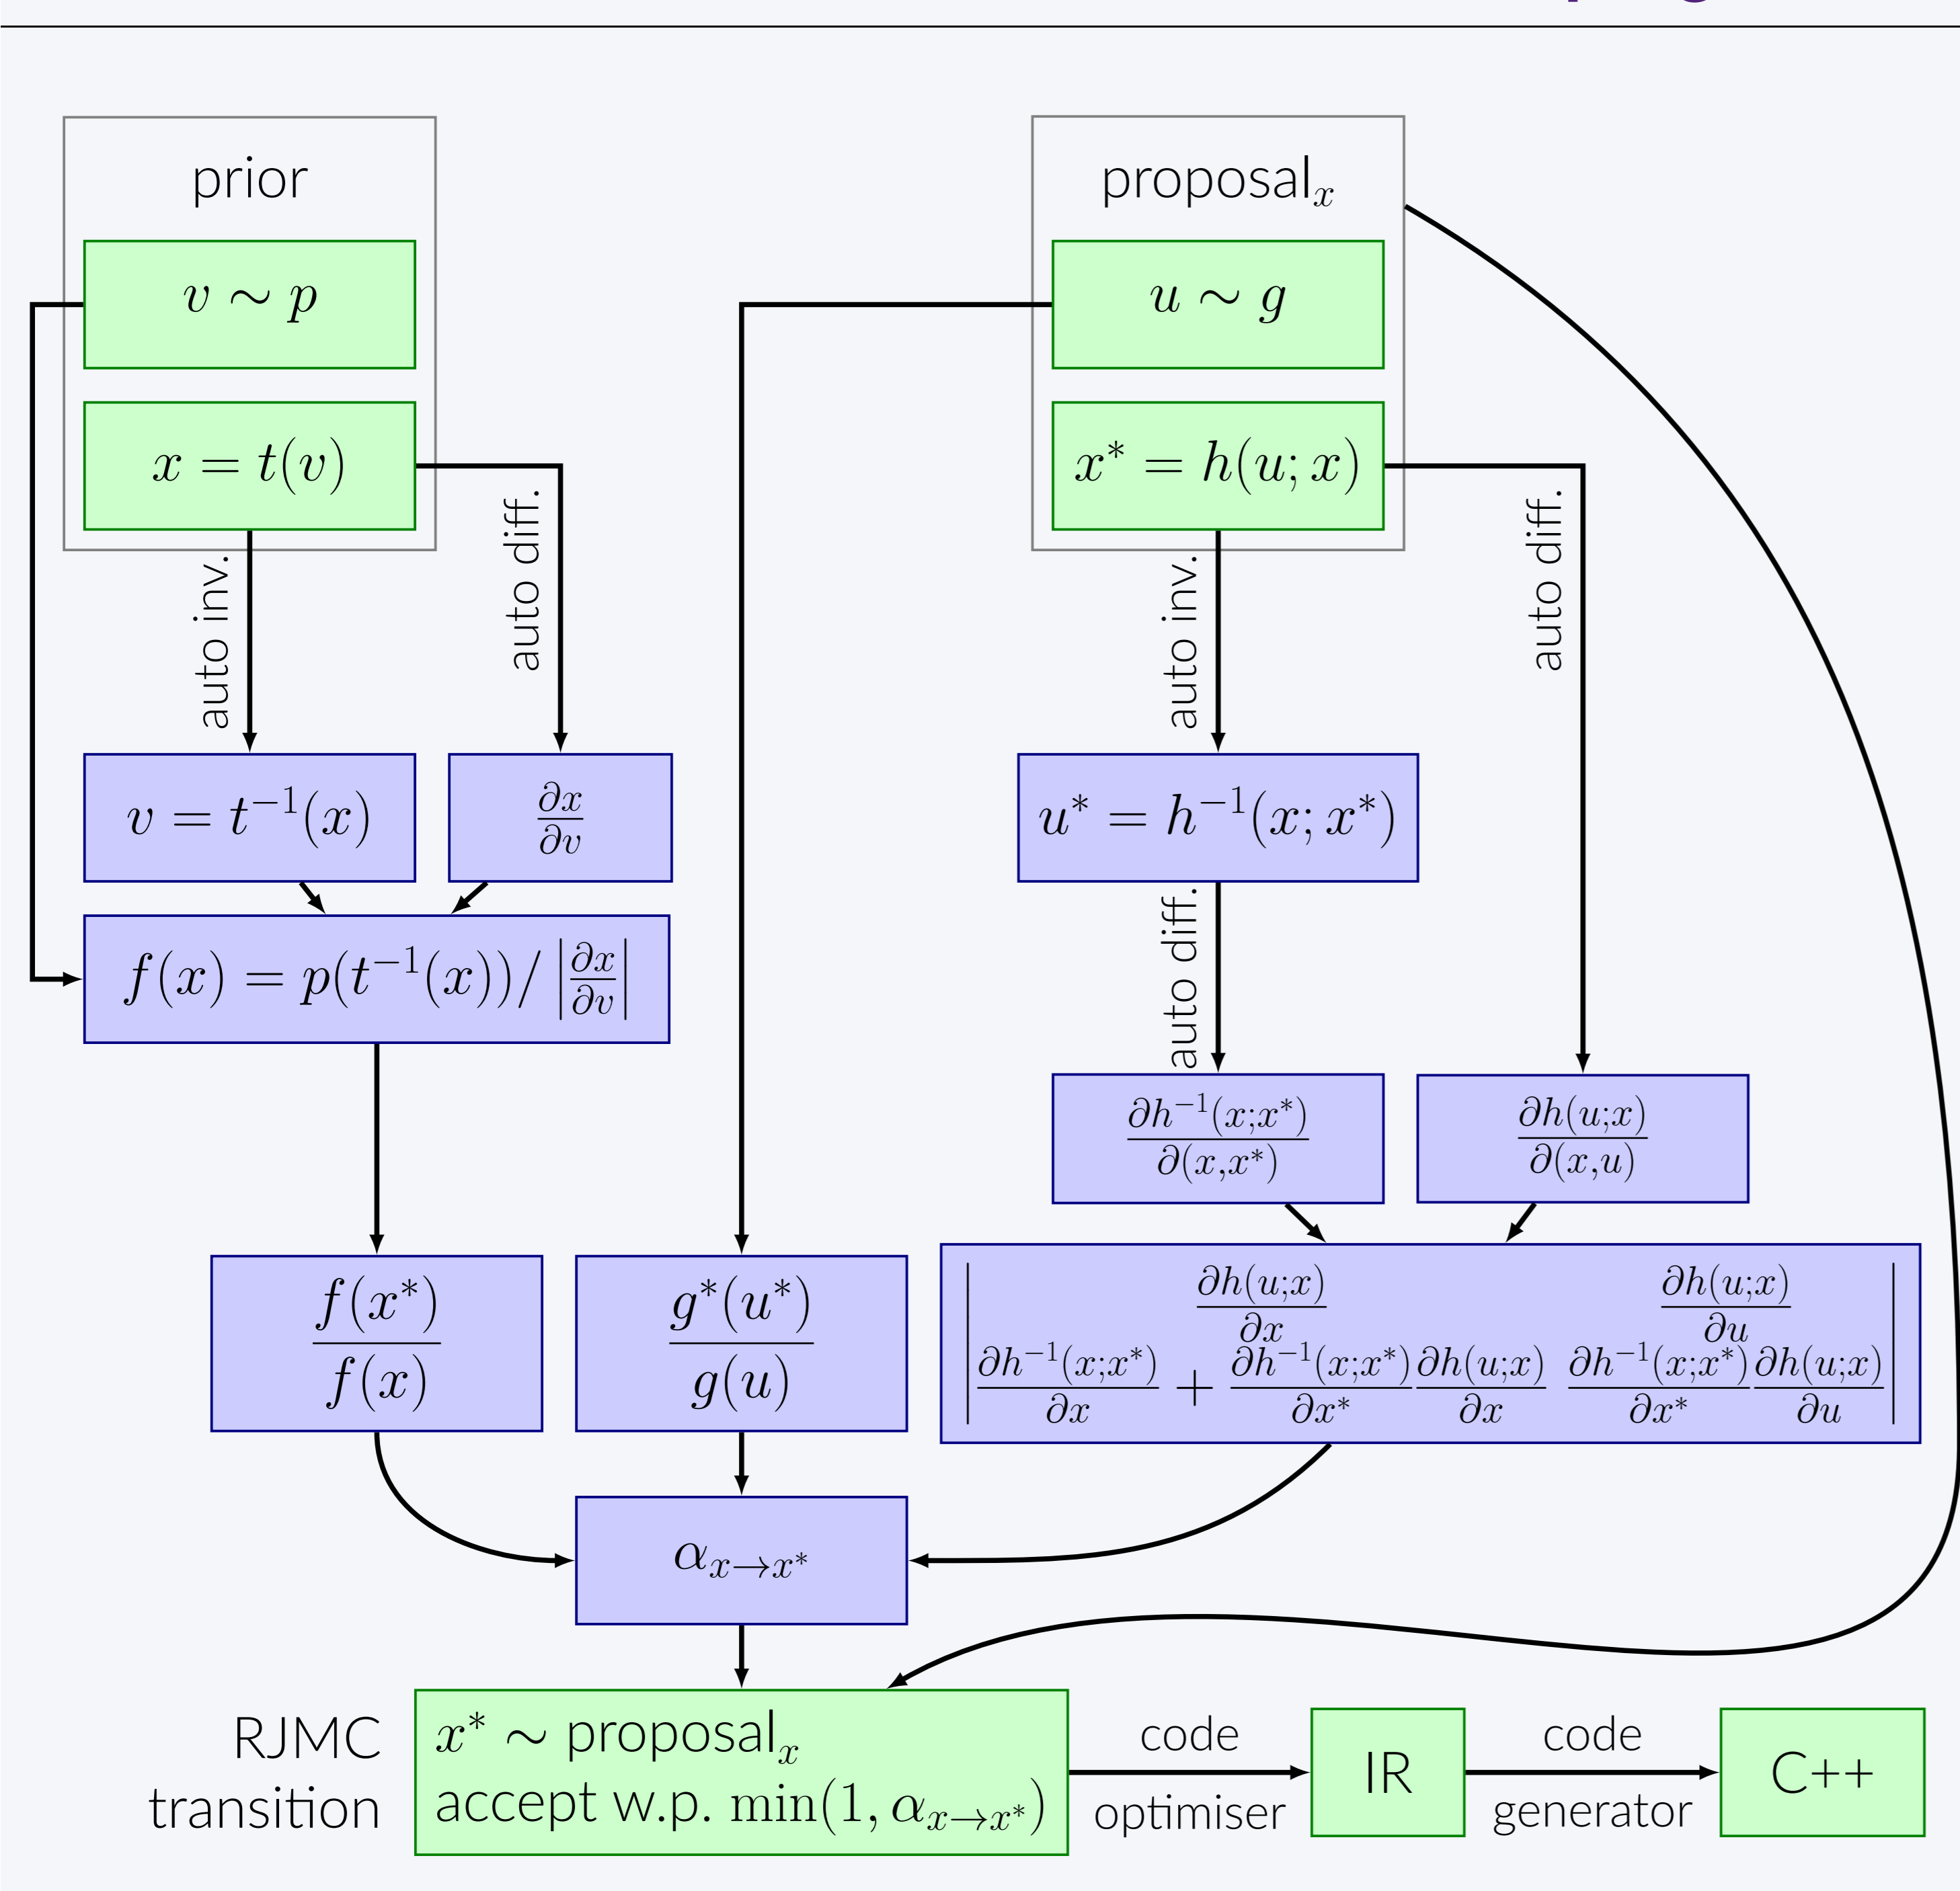 prior
proposal_x
v ∼ p
u ∼ g
x = t(v)
x* = h(u; x)
auto inv.
auto diff.
auto inv.
auto diff.
v = t⁻¹(x)
∂x/∂v
u* = h⁻¹(x; x*)
auto diff.
f(x) = p(t⁻¹(x))/ |∂x/∂v|
∂h⁻¹(x;x*)/∂(x,x*)
∂h(u;x)/∂(x,u)
f(x*)/f(x)
g*(u*)/g(u)
| ∂h(u;x)/∂x ∂h(u;x)/∂u |
| ∂h⁻¹(x;x*)/∂x + ∂h⁻¹(x;x*)/∂x* ∂h(u;x)/∂x ∂h⁻¹(x;x*)/∂x* ∂h(u;x)/∂u |
α_{x→x*}
RJMC
transition
x* ∼ proposal_x
accept w.p. min(1, α_{x→x*})
code
optimiser
IR
code
generator
C++